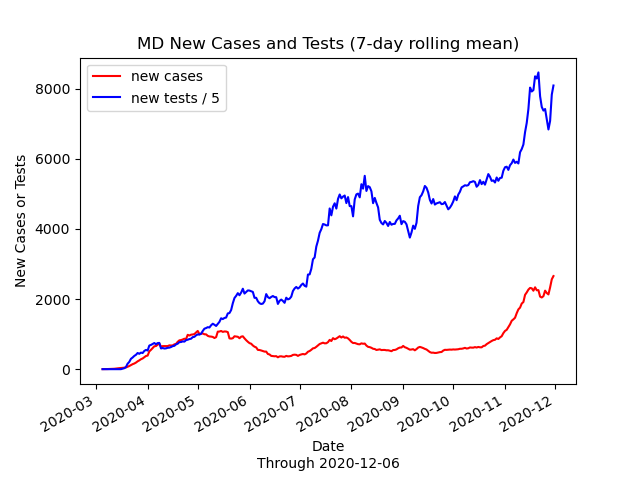 MD New Cases and Tests (7-day rolling mean)
new cases
new tests / 5
New Cases or Tests
8000
6000
4000
2000
0
2020-03
2020-04
2020-05
2020-06
2020-07
2020-08
2020-09
2020-10
2020-11
2020-12
Date
Through 2020-12-06